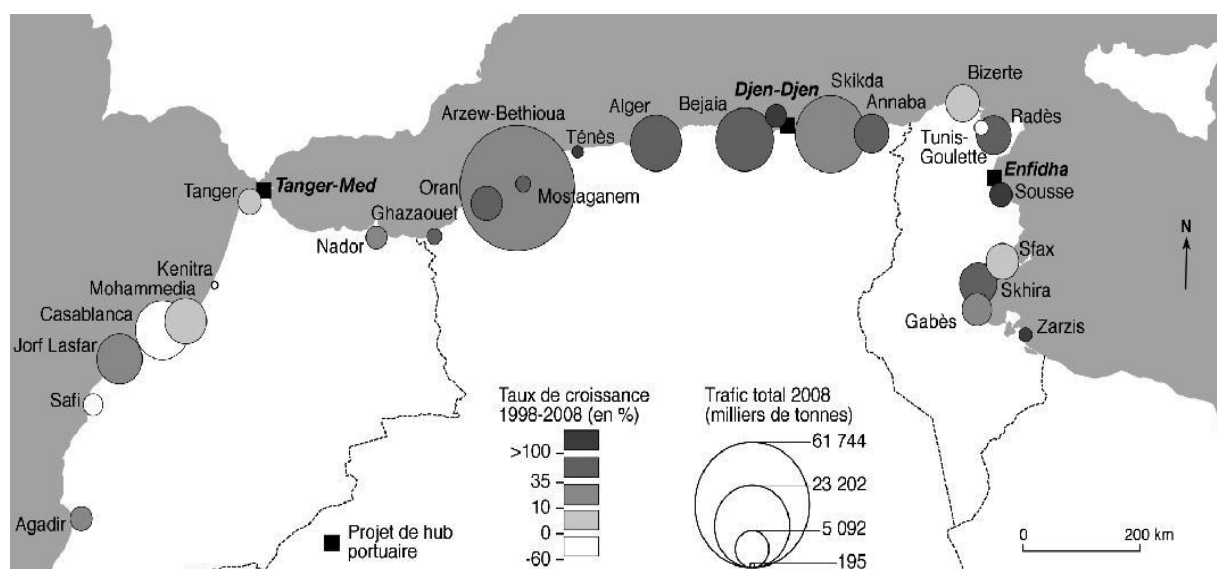 Bizerte
Skikda
Djen-Djen
Annaba
Bejaia
Alger
Arzew-Bethioua
Radès
Ténès
Tunis-
Goulette
Enfidha
Tanger
Tanger-Med
Oran
Mostaganem
Sousse
Ghazaouet
Nador
N
Sfax
Kenitra
Mohammedia
Skhira
Casablanca
Gabès
Zarzis
Jorf Lasfar
Safi
Agadir
Projet de hub
portuaire
Taux de croissance
1998-2008 (en %)
>100
35
10
0
-60
Trafic total 2008
(milliers de tonnes)
61 744
23 202
5 092
195
0
200 km